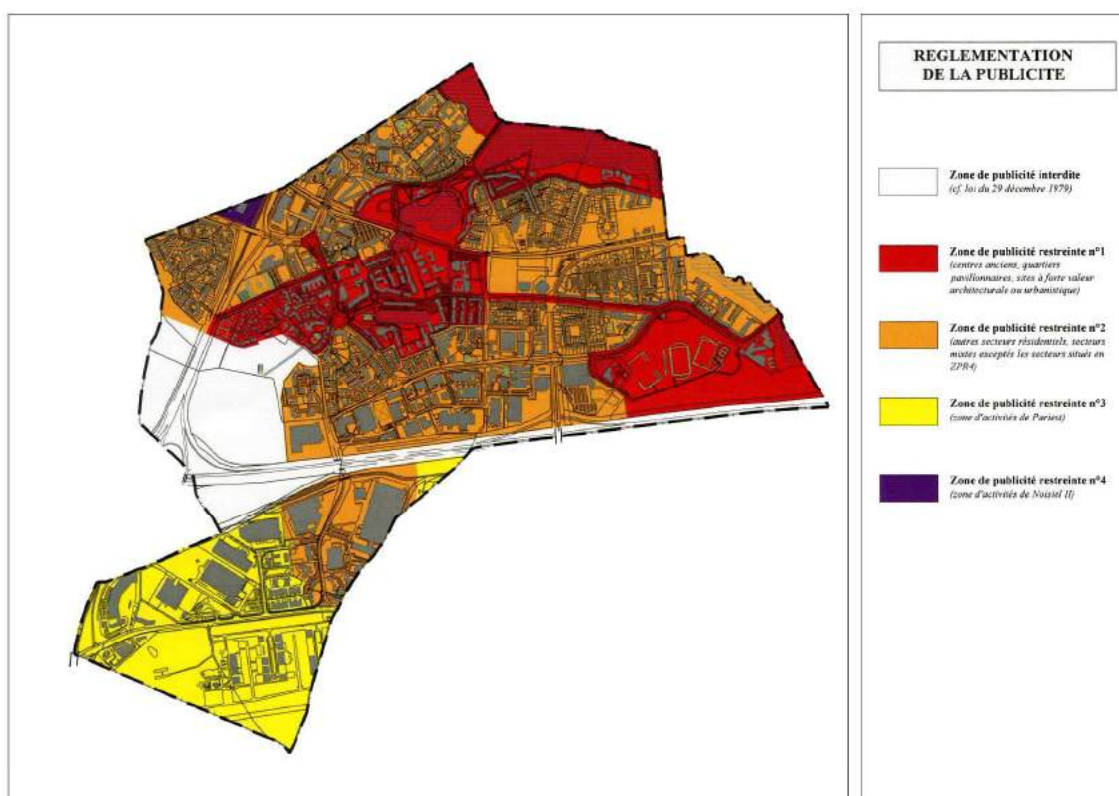 REGLEMENTATION
DE LA PUBLICITE
Zone de publicité interdite
(cf. loi du 29 décembre 1979)
Zone de publicité restreinte n°1
(centres anciens, quartiers
pavillonnaires, sites à forte valeur
architecturale ou urbanistique)
Zone de publicité restreinte n°2
(autres secteurs résidentiels, secteurs
mixtes exceptés les secteurs situés en
ZPR4)
Zone de publicité restreinte n°3
(zone d'activités de Pariest)
Zone de publicité restreinte n°4
(zone d'activités de Noisiel II)